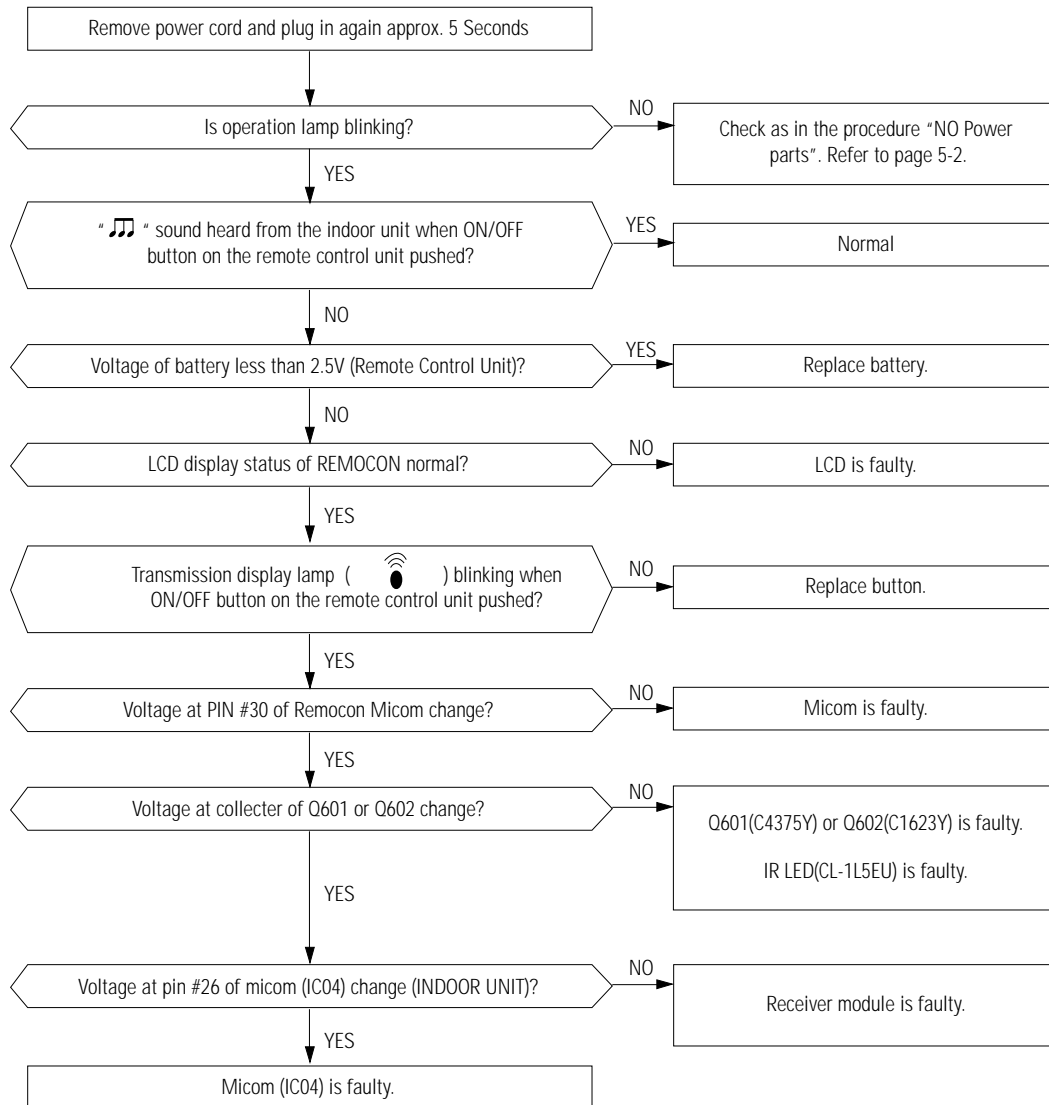 Remove power cord and plug in again approx. 5 Seconds
Is operation lamp blinking?
NO
Check as in the procedure “NO Power
parts”. Refer to page 5-2.
YES
“ ” sound heard from the indoor unit when ON/OFF
button on the remote control unit pushed?
YES
Normal
NO
Voltage of battery less than 2.5V (Remote Control Unit)?
YES
Replace battery.
NO
LCD display status of REMOCON normal?
NO
LCD is faulty.
YES
Transmission display lamp ( ) blinking when
ON/OFF button on the remote control unit pushed?
NO
Replace button.
YES
Voltage at PIN #30 of Remocon Micom change?
NO
Micom is faulty.
YES
Voltage at collecter of Q601 or Q602 change?
NO
Q601(C4375Y) or Q602(C1623Y) is faulty.
IR LED(CL-1L5EU) is faulty.
YES
Voltage at pin #26 of micom (IC04) change (INDOOR UNIT)?
NO
Receiver module is faulty.
YES
Micom (IC04) is faulty.